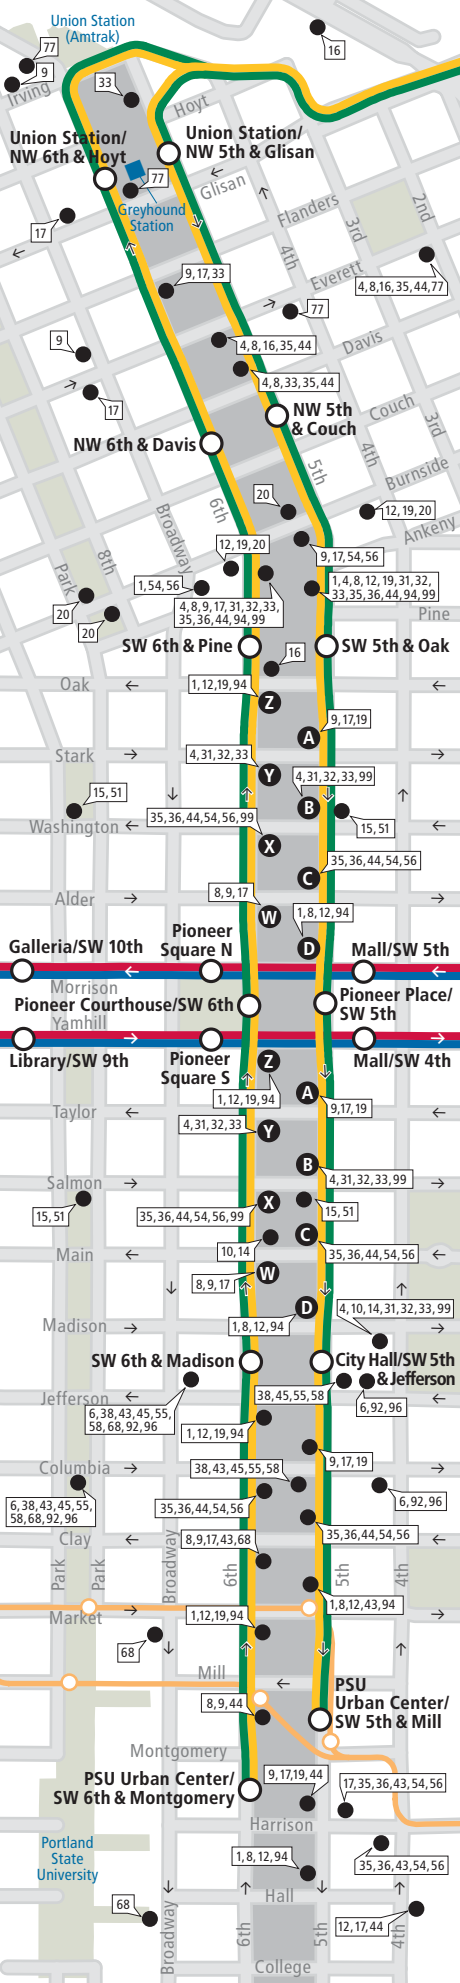 Union Station
(Amtrak)
16
77
9
Irving
33
Hoyt
Union Station/
NW 6th & Hoyt
Union Station/
NW 5th & Glisan
77
Glisan
Greyhound
Station
17
Flanders
2nd
3rd
4th
4,8,16,35,44,77
9,17,33
Everett
77
9
4,8,16,35,44
Davis
4,8,33,35,44
17
Couch
NW 5th
& Couch
NW 6th & Davis
3rd
4th
5th
Burnside
20
6th
Broadway
12,19,20
Ankeny
8th
Park
12,19,20
9,17,54,56
1,54,56
1,4,8,12,19,31,32,
33,35,36,44,94,99
20
4,8,9,17,31,32,33,
35,36,44,94,99
20
Pine
SW 6th & Pine
SW 5th & Oak
16
Oak
1,12,19,94
Z
9,17,19
A
Stark
4,31,32,33
Y
4,31,32,33,99
B
15,51
15,51
Washington
35,36,44,54,56,99
X
35,36,44,54,56
C
Alder
8,9,17
W
1,8,12,94
D
Galleria/SW 10th
Pioneer
Square N
Mall/SW 5th
Morrison
Pioneer Courthouse/SW 6th
Pioneer Place/
SW 5th
Yamhill
Library/SW 9th
Pioneer
Square S
Mall/SW 4th
Z
1,12,19,94
A
9,17,19
Taylor
4,31,32,33
Y
B
4,31,32,33,99
Salmon
15,51
35,36,44,54,56,99
X
15,51
10,14
C
35,36,44,54,56
Main
8,9,17
W
D
1,8,12,94
4,10,14,31,32,33,99
Madison
SW 6th & Madison
City Hall/SW 5th
& Jefferson
38,45,55,58
6,92,96
Jefferson
6,38,43,45,55,
58,68,92,96
1,12,19,94
9,17,19
Columbia
38,43,45,55,58
6,38,43,45,55,
58,68,92,96
35,36,44,54,56
6,92,96
35,36,44,54,56
Clay
8,9,17,43,68
Park
Park
Broadway
6th
5th
4th
1,8,12,43,94
Market
1,12,19,94
68
Mill
8,9,44
PSU
Urban Center/
SW 5th & Mill
Montgomery
PSU Urban Center/
SW 6th & Montgomery
9,17,19,44
17,35,36,43,54,56
Harrison
Portland
State
University
1,8,12,94
35,36,43,54,56
Hall
68
12,17,44
Broadway
6th
5th
4th
College